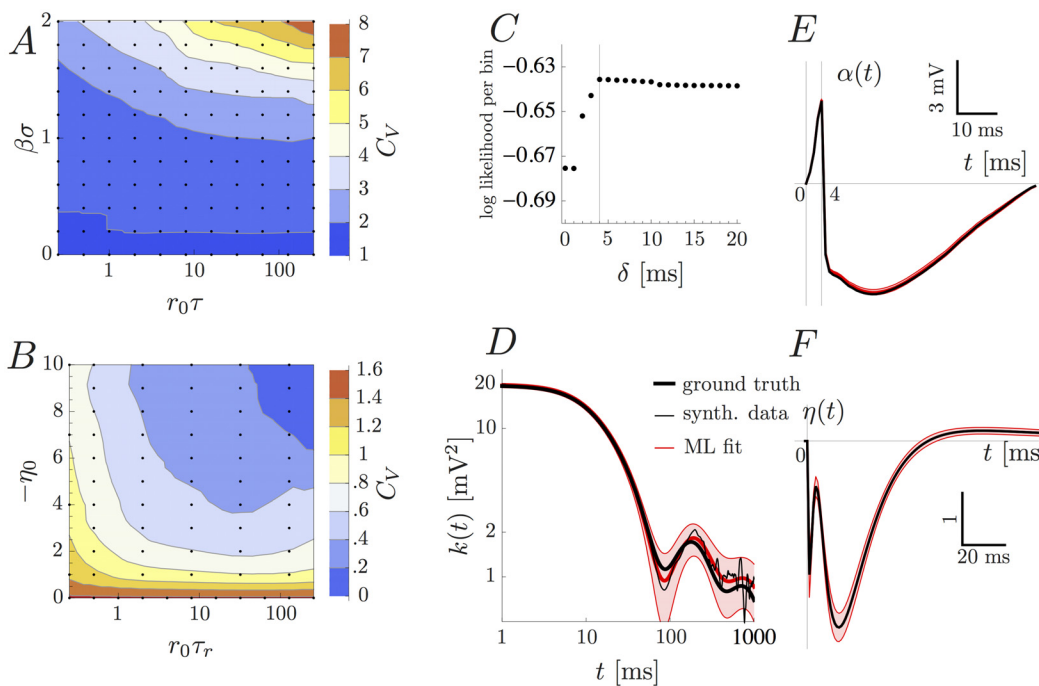 A
βσ
2
1
0
1
10
100
r₀τ
8
7
6
5
4
3
2
1
C_V
B
−η₀
10
8
6
4
2
0
1
10
100
r₀τ_r
1.6
1.4
1.2
1
.8
.6
.4
.2
0
C_V
C
log likelihood per bin
−0.63
−0.65
−0.67
−0.69
0
5
10
15
20
δ [ms]
D
k(t) [mV²]
20
10
2
1
1
10
100
1000
t [ms]
ground truth
synth. data
ML fit
E
α(t)
3 mV
10 ms
t [ms]
0
4
F
η(t)
0
t [ms
1
20 ms